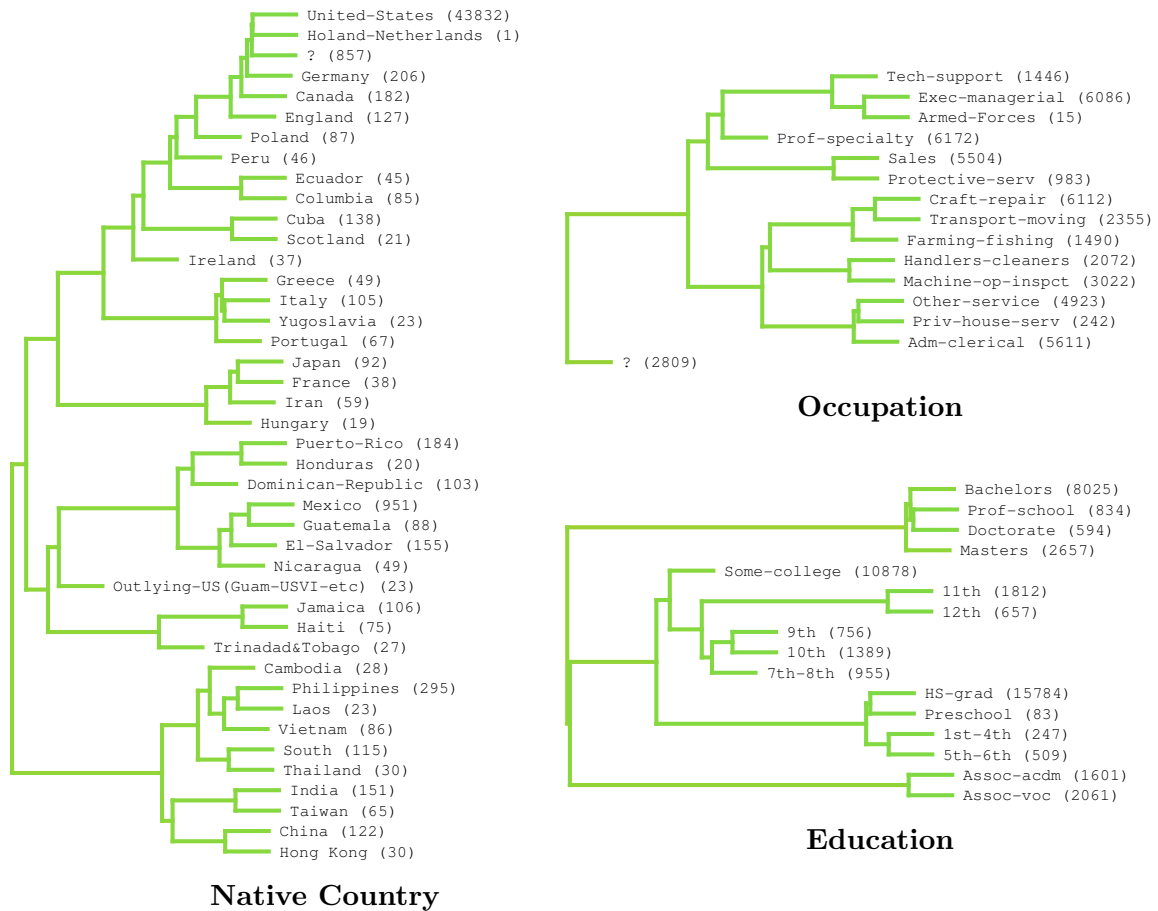 United-States (43832)
Holand-Netherlands (1)
? (857)
Germany (206)
Canada (182)
England (127)
Poland (87)
Peru (46)
Ecuador (45)
Columbia (85)
Cuba (138)
Scotland (21)
Ireland (37)
Greece (49)
Italy (105)
Yugoslavia (23)
Portugal (67)
Japan (92)
France (38)
Iran (59)
Hungary (19)
Puerto-Rico (184)
Honduras (20)
Dominican-Republic (103)
Mexico (951)
Guatemala (88)
El-Salvador (155)
Nicaragua (49)
Outlying-US(Guam-USVI-etc) (23)
Jamaica (106)
Haiti (75)
Trinadad&Tobago (27)
Cambodia (28)
Philippines (295)
Laos (23)
Vietnam (86)
South (115)
Thailand (30)
India (151)
Taiwan (65)
China (122)
Hong Kong (30)
Native Country
Tech-support (1446)
Exec-managerial (6086)
Armed-Forces (15)
Prof-specialty (6172)
Sales (5504)
Protective-serv (983)
Craft-repair (6112)
Transport-moving (2355)
Farming-fishing (1490)
Handlers-cleaners (2072)
Machine-op-inspct (3022)
Other-service (4923)
Priv-house-serv (242)
Adm-clerical (5611)
? (2809)
Occupation
Bachelors (8025)
Prof-school (834)
Doctorate (594)
Masters (2657)
Some-college (10878)
11th (1812)
12th (657)
9th (756)
10th (1389)
7th-8th (955)
HS-grad (15784)
Preschool (83)
1st-4th (247)
5th-6th (509)
Assoc-acdm (1601)
Assoc-voc (2061)
Education